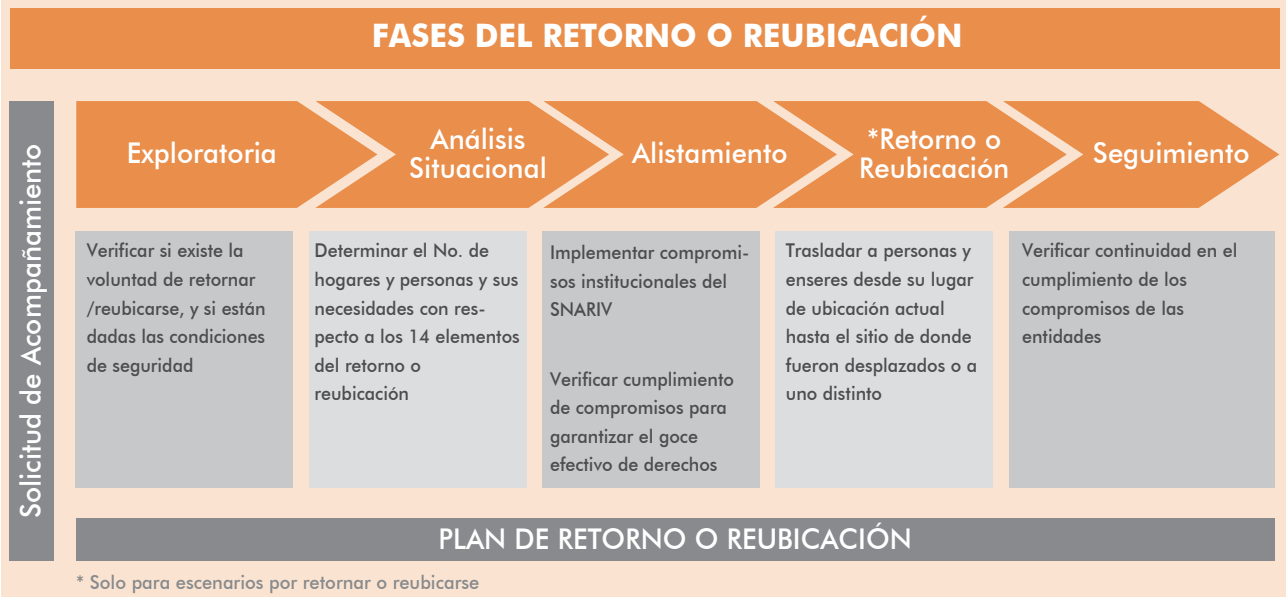 FASES DEL RETORNO O REUBICACIÓN
Solicitud de Acompañamiento
Exploratoria
Análisis
Situacional
Alistamiento
*Retorno o
Reubicación
Seguimiento
Verificar si existe la
voluntad de retornar
/reubicarse, y si están
dadas las condiciones
de seguridad
Determinar el No. de
hogares y personas y sus
necesidades con res-
pecto a los 14 elementos
del retorno o
reubicación
Implementar compromi-
sos institucionales del
SNARIV
Verificar cumplimiento
de compromisos para
garantizar el goce
efectivo de derechos
Trasladar a personas y
enseres desde su lugar
de ubicación actual
hasta el sitio de donde
fueron desplazados o a
uno distinto
Verificar continuidad en el
cumplimiento de los
compromisos de las
entidades
PLAN DE RETORNO O REUBICACIÓN
* Solo para escenarios por retornar o reubicarse